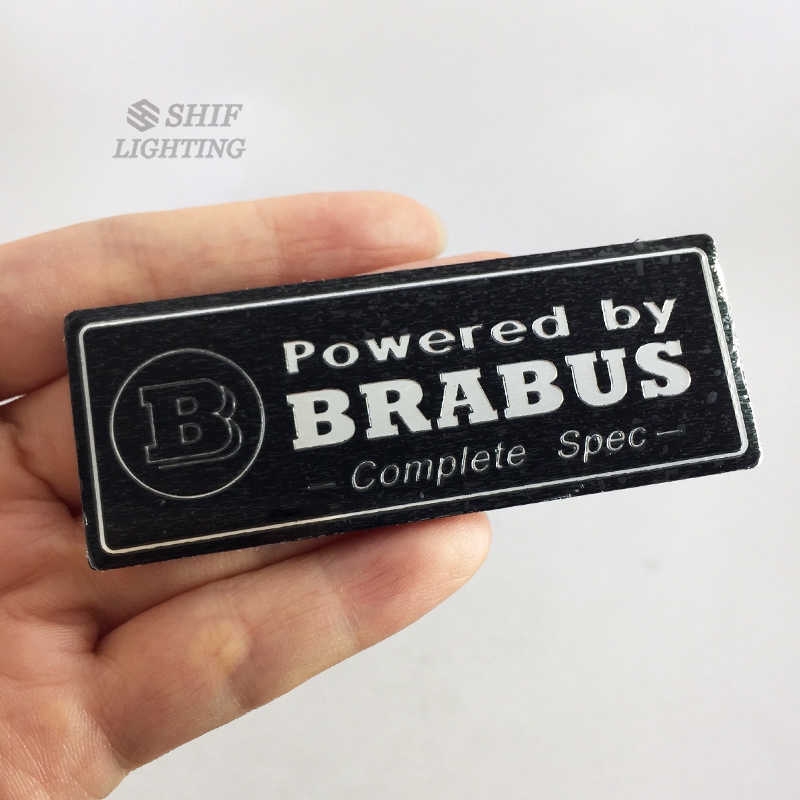 SHIF
LIGHTING
Powered by
B
BRABUS
- Complete Spec -